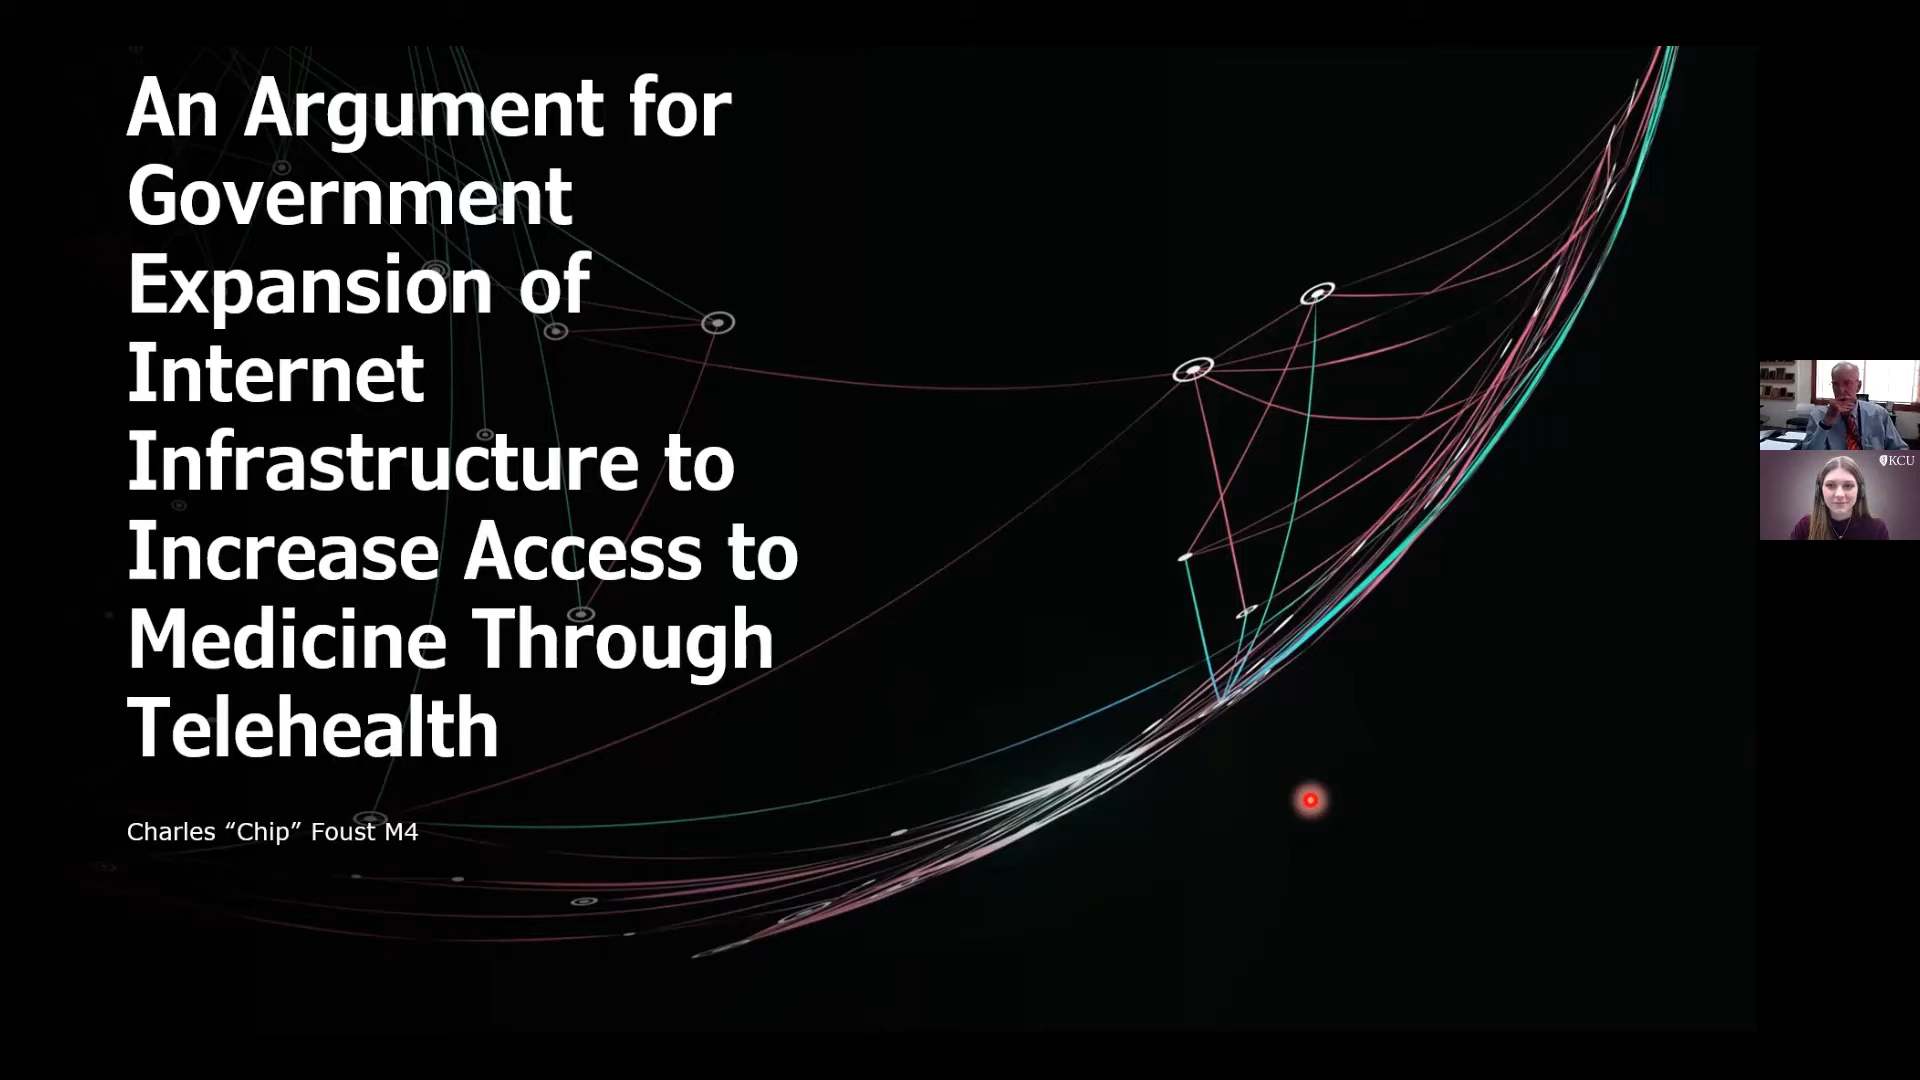 An Argument for
Government
Expansion of
Internet
Infrastructure to
Increase Access to
Medicine Through
Telehealth
Charles “Chip” Foust M4
KCU